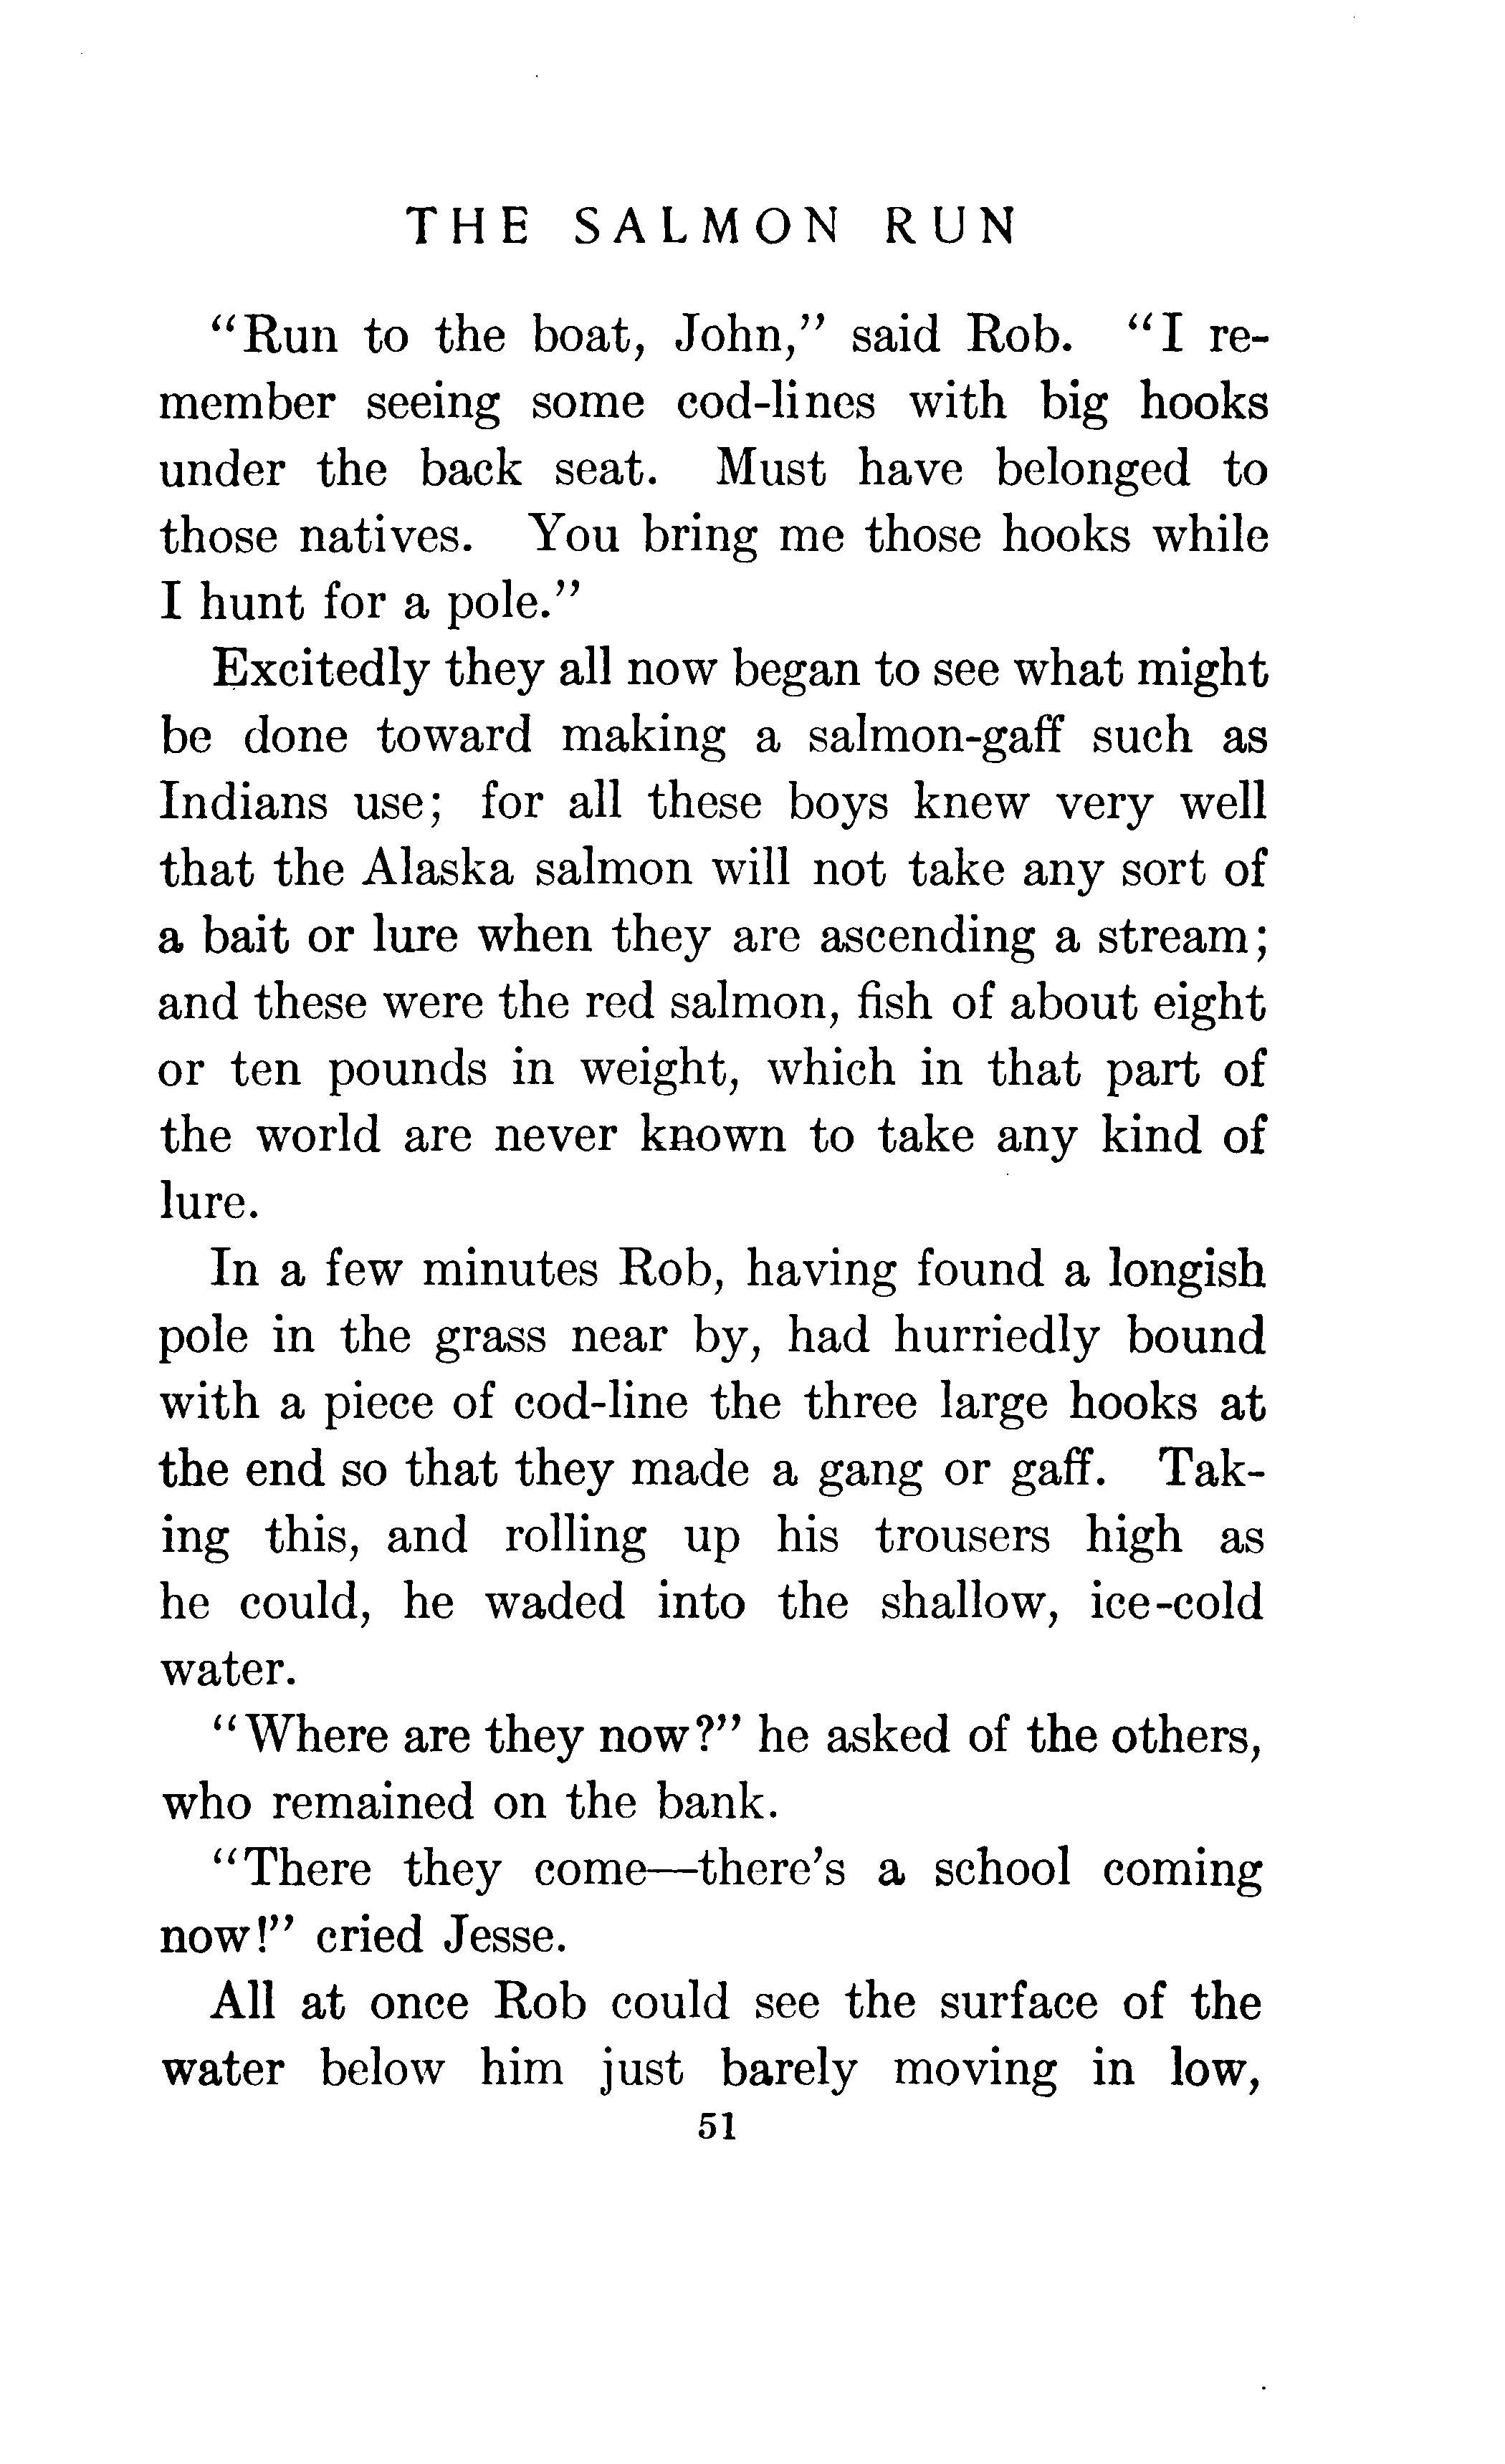 THE SALMON RUN
"Run to the boat, John," said Rob. "I re-
member seeing some cod-lines with big hooks
under the back seat. Must have belonged to
those natives. You bring me those hooks while
I hunt for a pole."
Excitedly they all now began to see what might
be done toward making a salmon-gaff such as
Indians use; for all these boys knew very well
that the Alaska salmon will not take any sort of
a bait or lure when they are ascending a stream;
and these were the red salmon, fish of about eight
or ten pounds in weight, which in that part of
the world are never known to take any kind of
lure.
In a few minutes Rob, having found a longish
pole in the grass near by, had hurriedly bound
with a piece of cod-line the three large hooks at
the end so that they made a gang or gaff. Tak-
ing this, and rolling up his trousers high as
he could, he waded into the shallow, ice-cold
water.
"Where are they now?" he asked of the others,
who remained on the bank.
"There they come—there's a school coming
now!" cried Jesse.
All at once Rob could see the surface of the
water below him just barely moving in low,
51